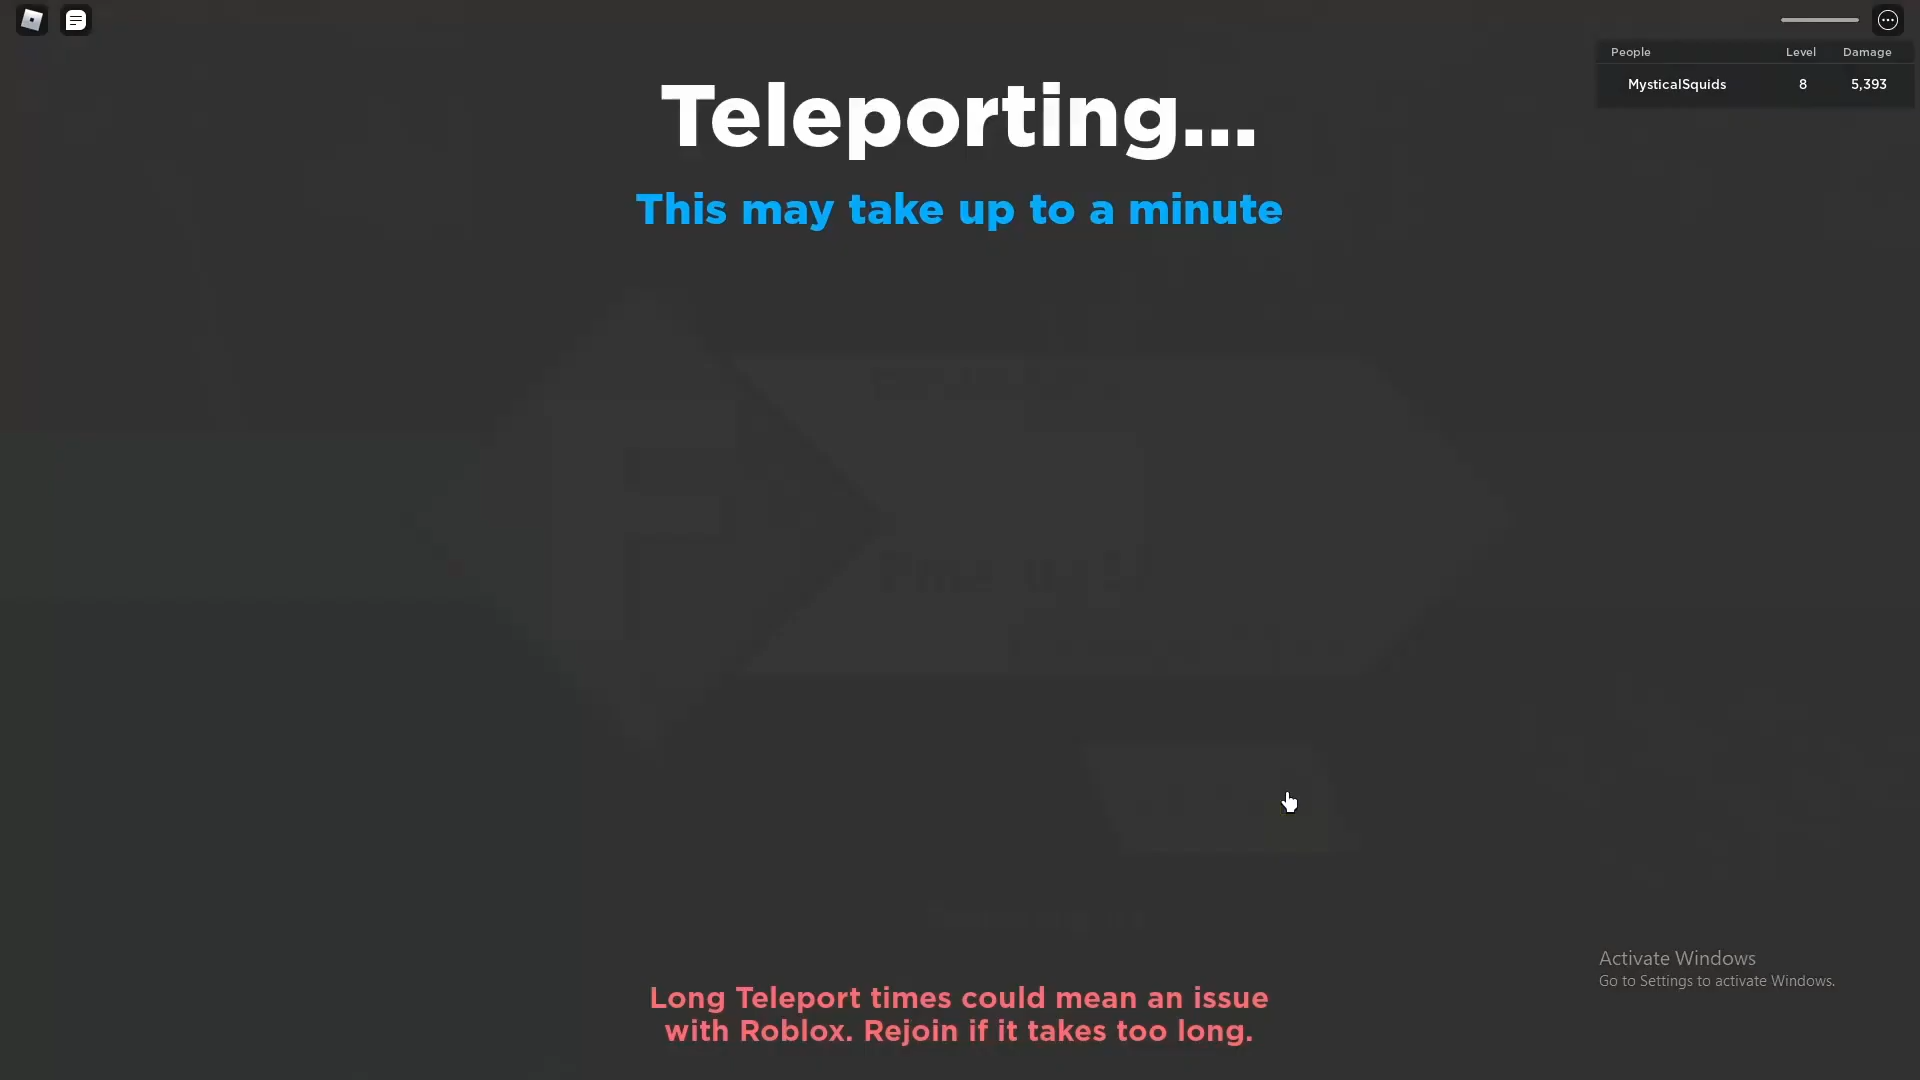 People Level Damage
MysticalSquids 8 5,393
Teleporting...
This may take up to a minute
Activate Windows
Go to Settings to activate Windows.
Long Teleport times could mean an issue
with Roblox. Rejoin if it takes too long.